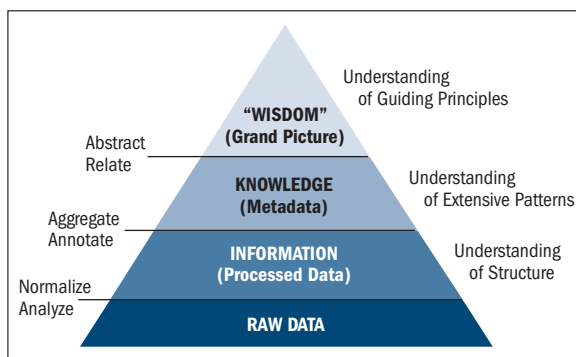 Understanding
of Guiding Principles
“WISDOM”
(Grand Picture)
Abstract
Relate
KNOWLEDGE
(Metadata)
Understanding
of Extensive Patterns
Aggregate
Annotate
INFORMATION
(Processed Data)
Understanding
of Structure
Normalize
Analyze
RAW DATA